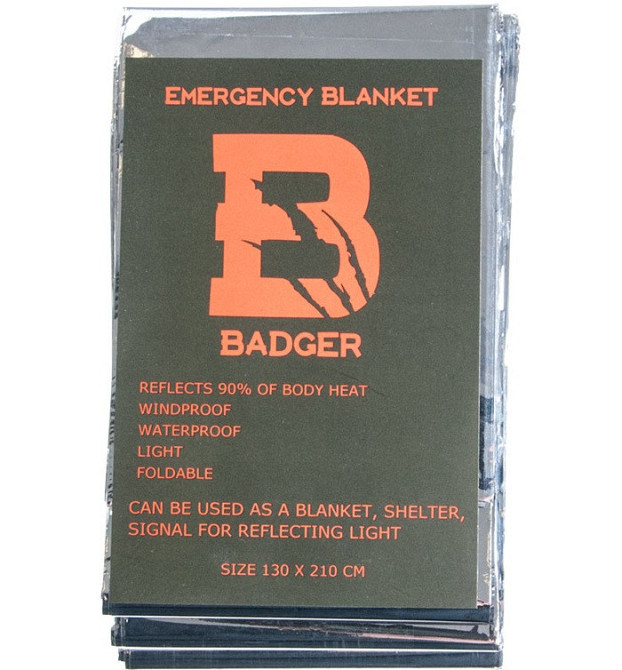 EMERGENCY BLANKET
B
BADGER
REFLECTS 90% OF BODY HEAT
WINDPROOF
WATERPROOF
LIGHT
FOLDABLE
CAN BE USED AS A BLANKET, SHELTER,
SIGNAL FOR REFLECTING LIGHT
SIZE 130 X 210 CM